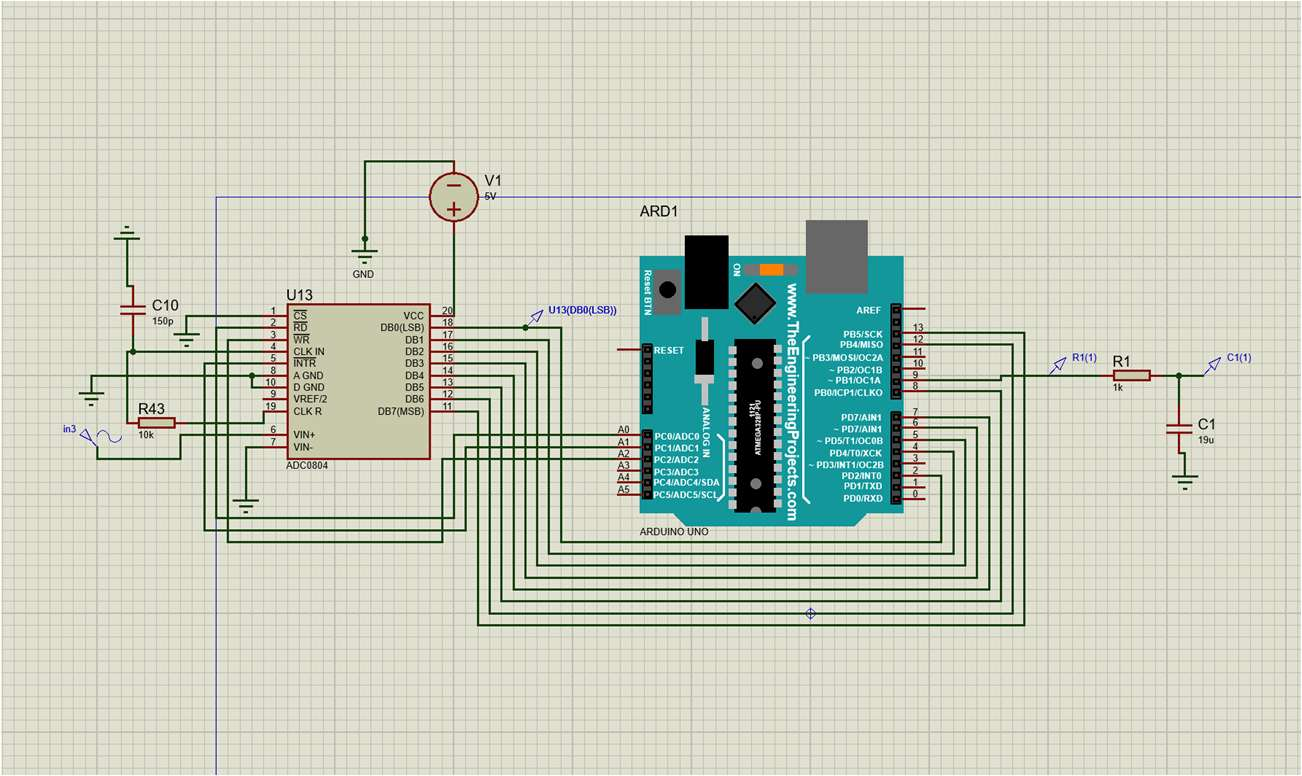 V1
5V
GND
C10
150p
U13
1
2
3
4
5
8
10
9
19
6
7
CS
RD
WR
CLK IN
INTR
A GND
D GND
VREF/2
CLK R
VIN+
VIN-
VCC
DB0(LSB)
DB1
DB2
DB3
DB4
DB5
DB6
DB7(MSB)
20
18
17
16
15
14
13
12
11
ADC0804
R43
10k
in3
U13(DB0(LSB))
ARD1
Reset BTN
ON
www.TheEngineeringProjects.com
RESET
ANALOG IN
1121
ATMEGA328P-PU
A0
A1
A2
A3
A4
A5
PC0/ADC0
PC1/ADC1
PC2/ADC2
PC3/ADC3
PC4/ADC4/SDA
PC5/ADC5/SCL
AREF
PB5/SCK
PB4/MISO
~ PB3/MOSI/OC2A
~ PB2/OC1B
~ PB1/OC1A
PB0/ICP1/CLKO
PD7/AIN1
~ PD7/AIN1
~ PD5/T1/OC0B
PD4/T0/XCK
~ PD3/INT1/OC2B
PD2/INT0
PD1/TXD
PD0/RXD
13
12
11
10
9
8
7
6
5
4
3
2
1
0
ARDUINO UNO
R1(1)
R1
1k
C1(1)
C1
19u